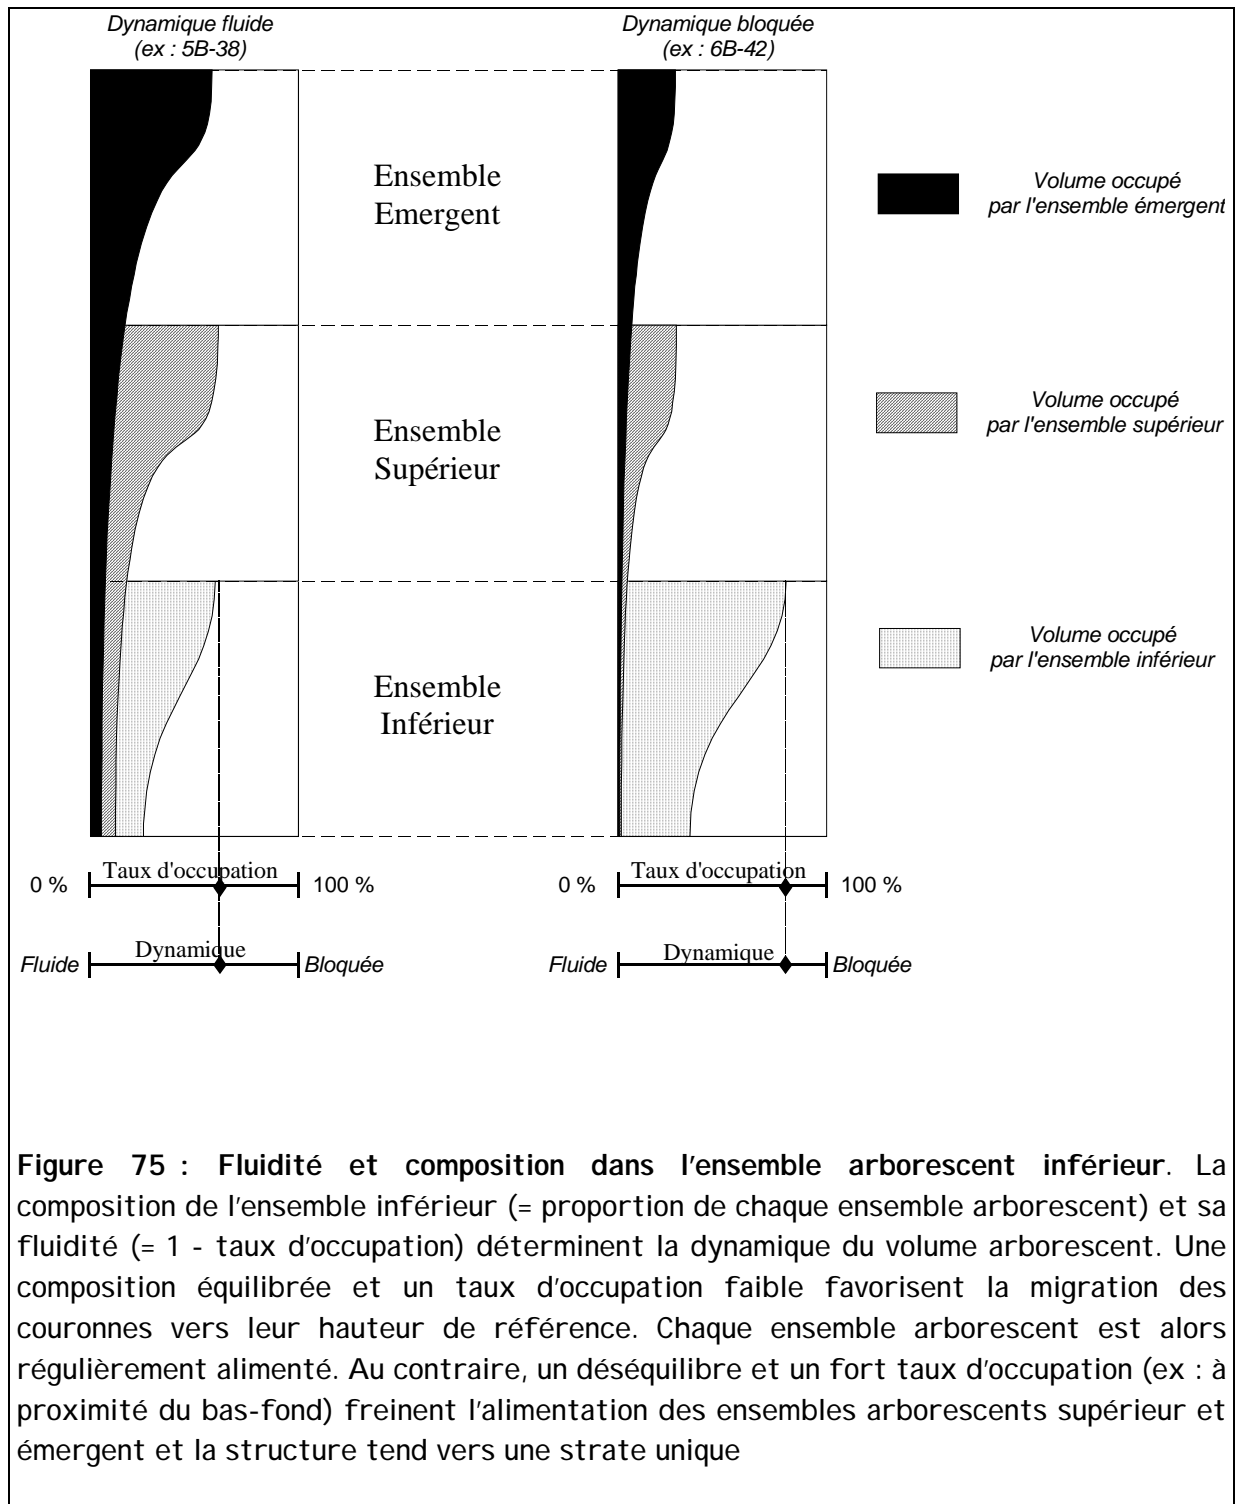 Dynamique fluide
(ex : 5B-38)
Dynamique bloquée
(ex : 6B-42)
Ensemble
Emergent
Volume occupé
par l'ensemble émergent
Ensemble
Supérieur
Volume occupé
par l'ensemble supérieur
Ensemble
Inférieur
Volume occupé
par l'ensemble inférieur
0 % Taux d'occupation 100 %
0 % Taux d'occupation 100 %
Fluide Dynamique Bloquée
Fluide Dynamique Bloquée
Figure 75 : Fluidité et composition dans l'ensemble arborescent inférieur. La
composition de l'ensemble inférieur (= proportion de chaque ensemble arborescent) et sa
fluidité (= 1 - taux d'occupation) déterminent la dynamique du volume arborescent. Une
composition équilibrée et un taux d'occupation faible favorisent la migration des
couronnes vers leur hauteur de référence. Chaque ensemble arborescent est alors
régulièrement alimenté. Au contraire, un déséquilibre et un fort taux d'occupation (ex : à
proximité du bas-fond) freinent l'alimentation des ensembles arborescents supérieur et
émergent et la structure tend vers une strate unique